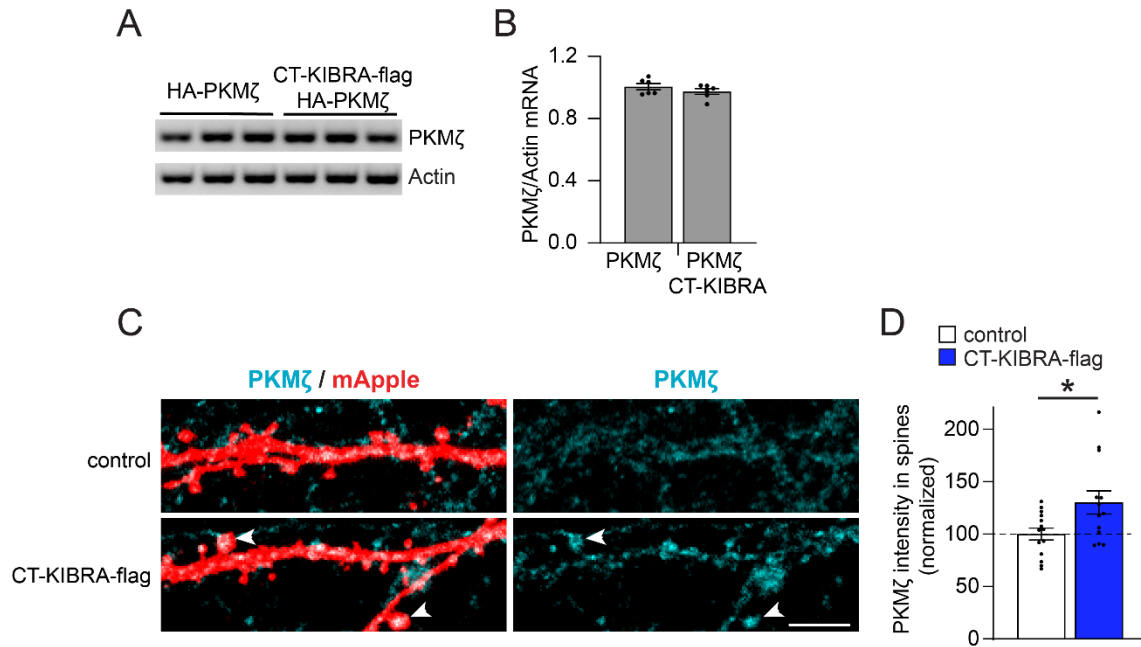 A
HA-PKMζ
CT-KIBRA-flag
HA-PKMζ
PKMζ
Actin
B
PKMζ/Actin mRNA
1.2
0.8
0.4
0.0
PKMζ
PKMζ
CT-KIBRA
C
PKMζ / mApple
PKMζ
control
CT-KIBRA-flag
D
control
CT-KIBRA-flag
*
PKMζ intensity in spines
(normalized)
200
150
100
50
0